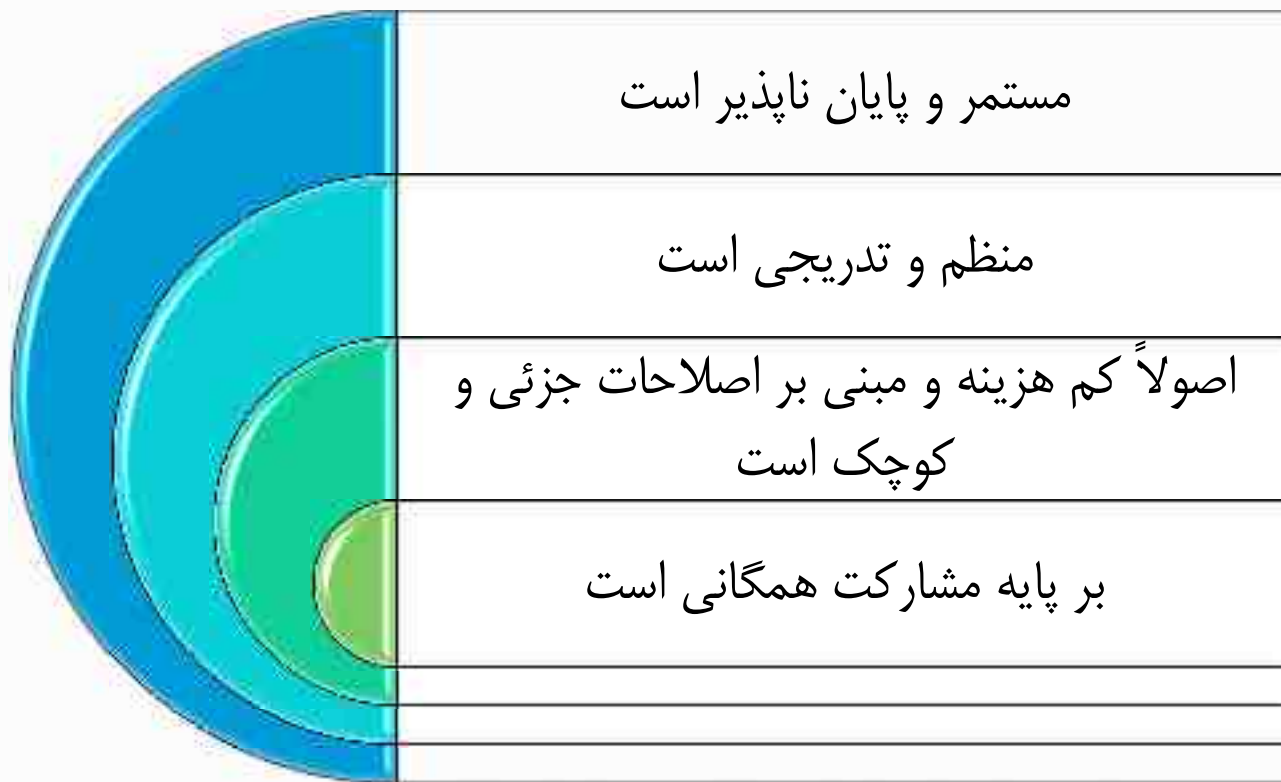 مستمر و پایان ناپذیر است
منظم و تدریجی است
اصولاً کم هزینه و مبنی بر اصلاحات جزئی و
کوچک است
بر پایه مشارکت همگانی است